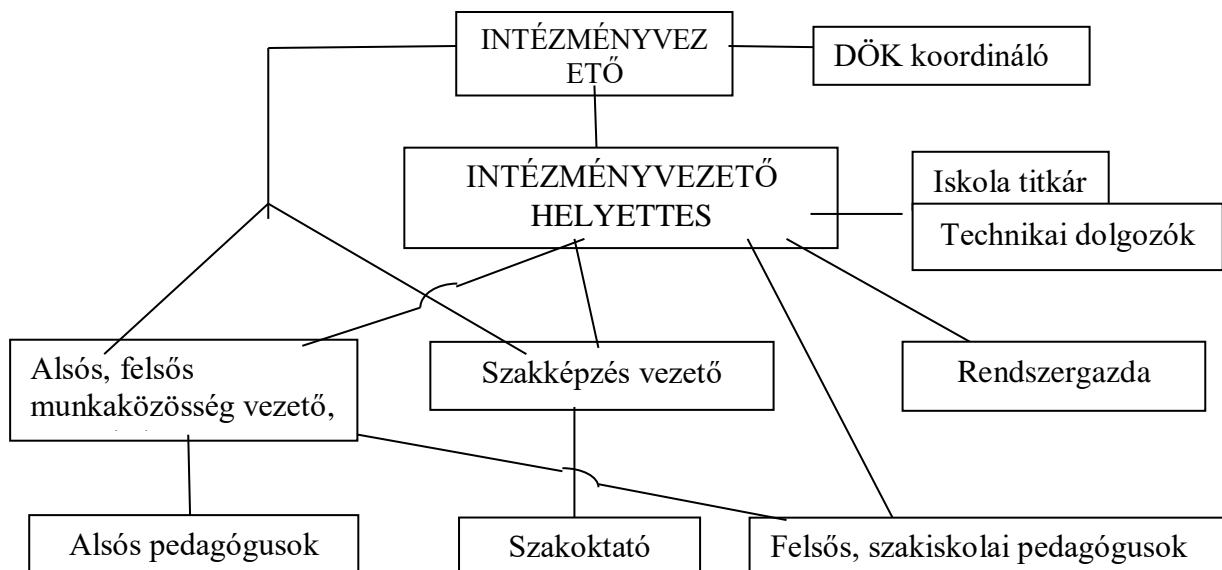 INTÉZMÉNYVEZ
ETŐ
DÖK koordináló
INTÉZMÉNYVEZETŐ
HELYETTES
Iskola titkár
Technikai dolgozók
Alsós, felsős
munkaközösség vezető,
Szakképzés vezető
Rendszergazda
Alsós pedagógusok
Szakoktató
Felsős, szakiskolai pedagógusok